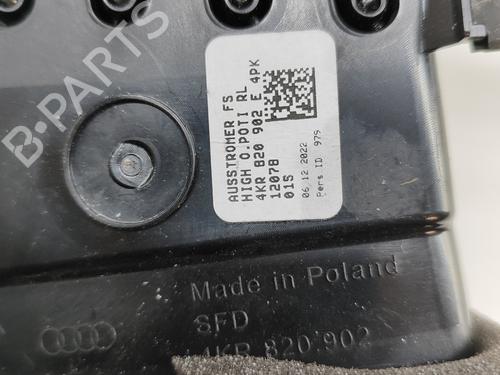 AUSSTROMER FS
HIGH O.POTI RL
4KR 820 902 E 4PK
12078
01S
06.12.2022
Pers ID 979
Made in Poland
SFD
4KR 820 902
B-PARTS